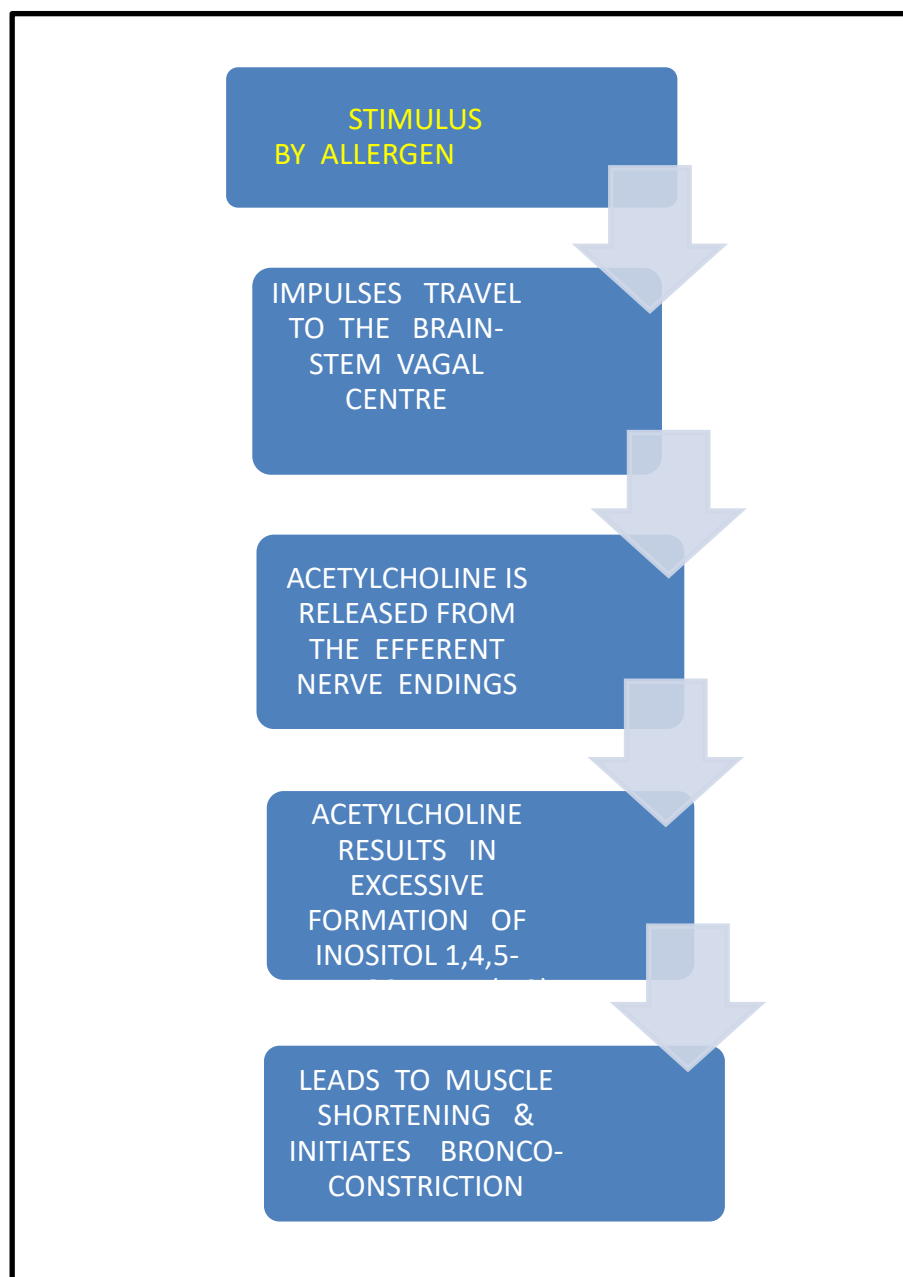 STIMULUS
BY ALLERGEN
IMPULSES TRAVEL
TO THE BRAIN-
STEM VAGAL
CENTRE
ACETYLCHOLINE IS
RELEASED FROM
THE EFFERENT
NERVE ENDINGS
ACETYLCHOLINE
RESULTS IN
EXCESSIVE
FORMATION OF
INOSITOL 1,4,5-
LEADS TO MUSCLE
SHORTENING &
INITIATES BRONCO-
CONSTRICTION